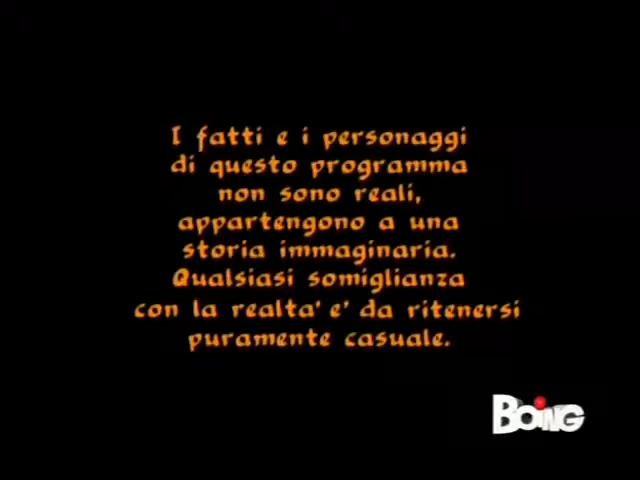 I fatti e i personaggi
di questo programma
non sono reali,
appartengono a una
storia immaginaria.
Qualsiasi somiglianza
con la realta' e' da ritenersi
puramente casuale.
BOING